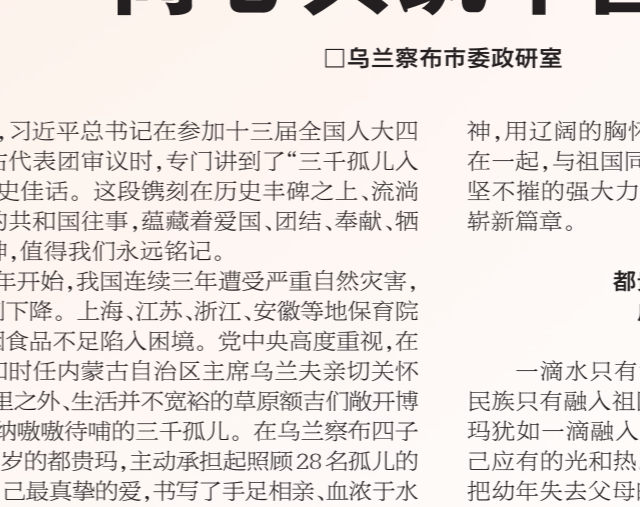 □乌兰察布市委政研室
，习近平总书记在参加十三届全国人大四
古代表团审议时，专门讲到了“三千孤儿入
史佳话。这段镌刻在历史丰碑之上、流淌
的共和国往事，蕴藏着爱国、团结、奉献、牺
神，值得我们永远铭记。
年开始，我国连续三年遭受严重自然灾害，
下降。上海、江苏、浙江、安徽等地保育院
因食品不足陷入困境。党中央高度重视，在
和时任内蒙古自治区主席乌兰夫亲切关怀
里之外、生活并不宽裕的草原额吉们敞开博
纳嗷嗷待哺的三千孤儿。在乌兰察布四子
岁的都贵玛，主动承担起照顾28名孤儿的
己最真挚的爱，书写了手足相亲、血浓于水
神，用辽阔的胸怀
在一起，与祖国同
坚不摧的强大力
崭新篇章。
都
一滴水只有
民族只有融入祖国
玛犹如一滴融入
己应有的光和热
把幼年失去父母